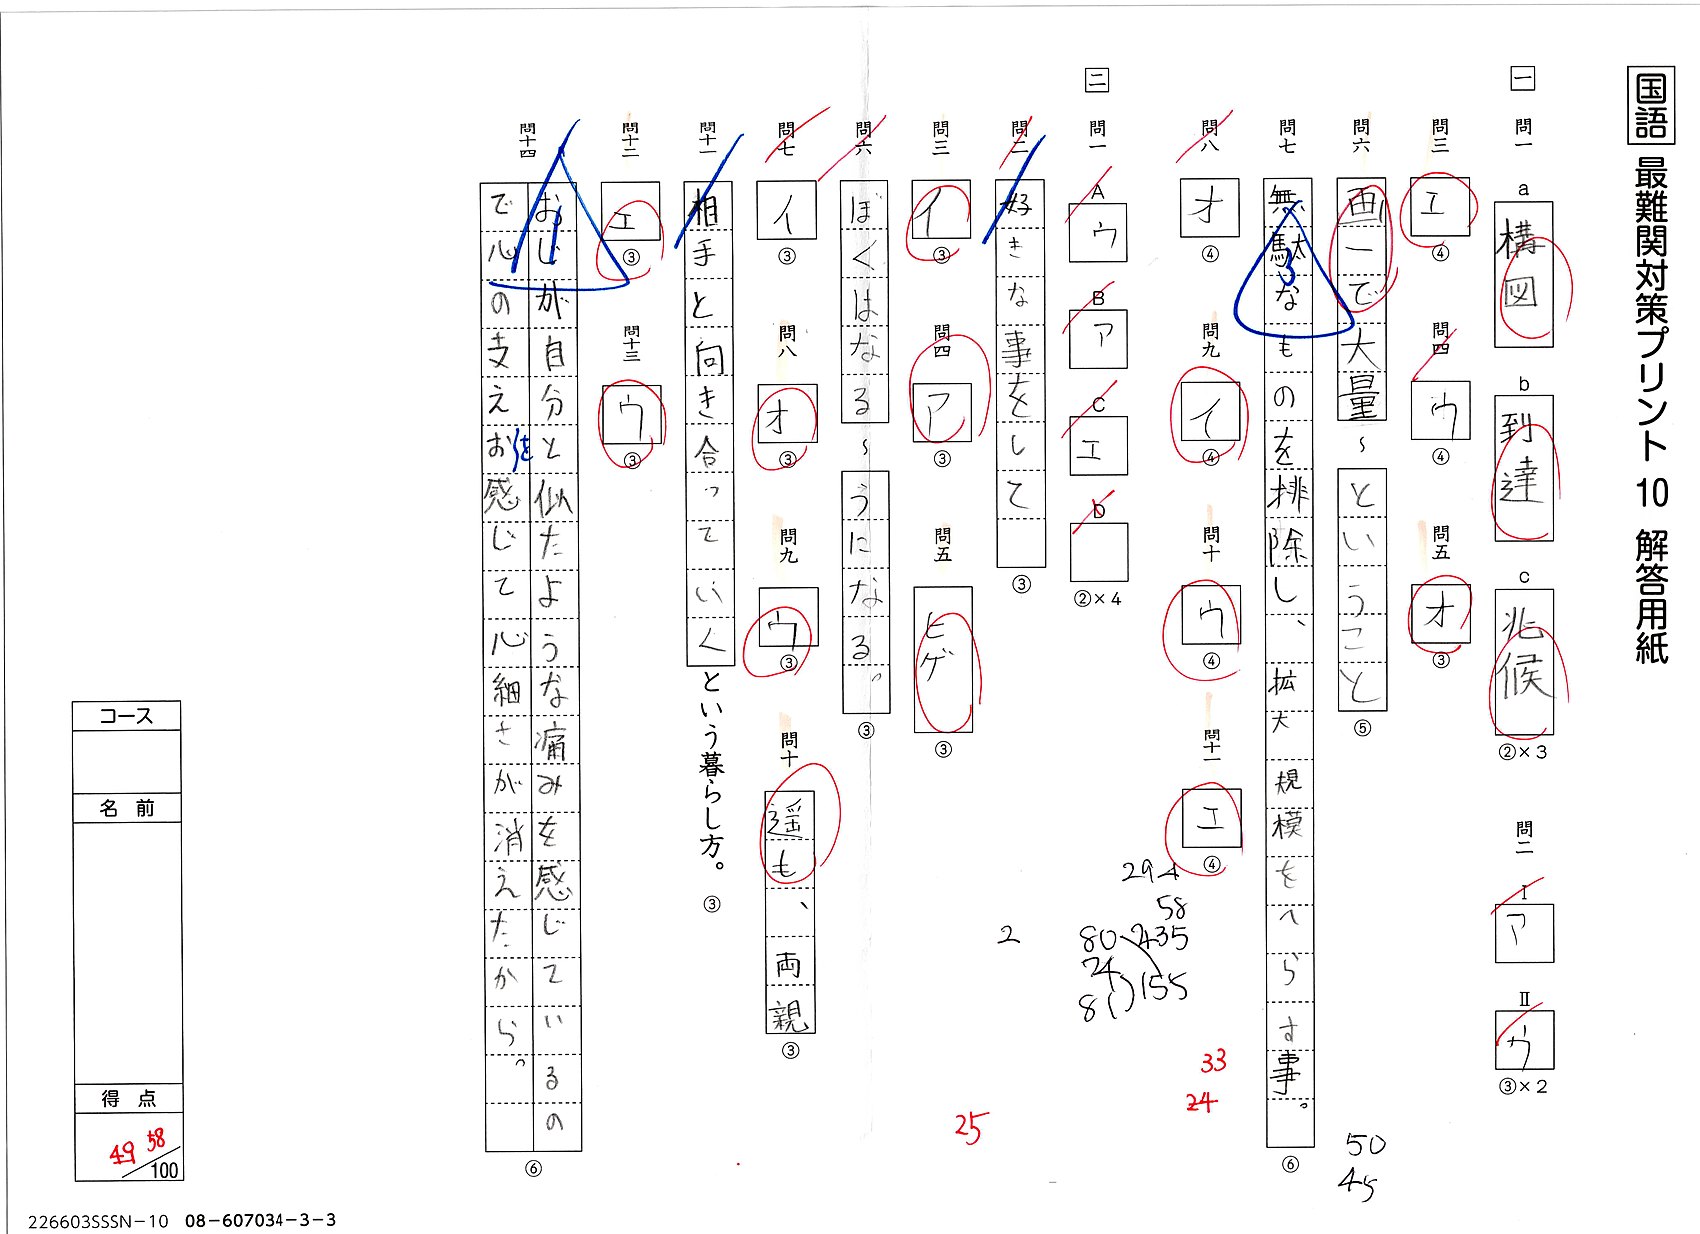 国語 最難関対策プリント 10 解答用紙
一
問一
a 構図
b 到達
c 兆候
②×3
問二
Ⅰ ア
Ⅱ ウ
③×2
問三 エ ④
問四 ウ ④
問五 オ ③
問六 画一で大量～ということ ⑤
問七 無駄なものを排除し、拡大規模をへらす事。 ⑥
3
問八 オ ④
問九 イ ④
問十 ウ ④
問十一 エ ④
294
58
80 235
24
81 155
33
24
50
45
二
問一
A ウ
B ア
C エ
D
②×4
問二 好きな事をして ③
2
問三 イ ③
問四 ア ③
問五 ヒゲ ③
25
問六 ぼくはなる～うになる。 ③
問七 イ ③
問八 オ ③
問九 ウ ③
問十 遥も、両親 ③
問十一 相手と向き合っていくという暮らし方。 ③
問十二 エ ③
問十三 ウ ③
問十四
おじが自分と似たような痛みを感じているの
で心の支えお感じて心細さが消えたから。
を
⑥
コース
名前
得点
49 58
/100
226603SSSN-10 08-607034-3-3